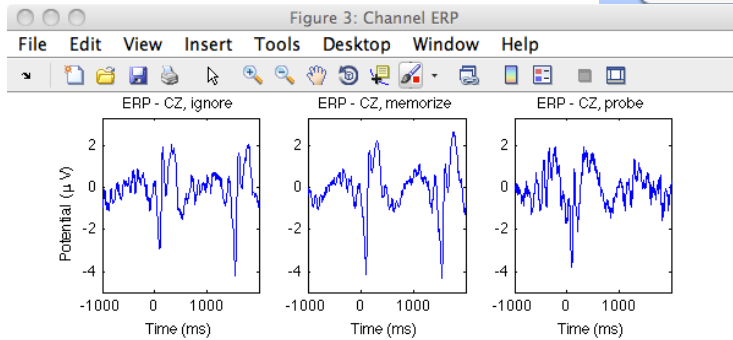 Figure 3: Channel ERP
File Edit View Insert Tools Desktop Window Help
ERP - CZ, ignore
ERP - CZ, memorize
ERP - CZ, probe
Potential (μ V)
2
0
-2
-4
2
0
-2
-4
2
0
-2
-4
-1000 0 1000
-1000 0 1000
-1000 0 1000
Time (ms)
Time (ms)
Time (ms)